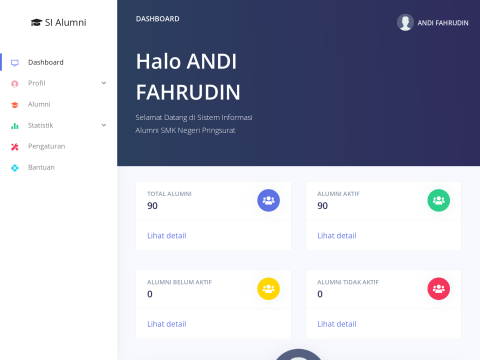 SI Alumni
Dashboard
Profil
Alumni
Statistik
Pengaturan
Bantuan
DASHBOARD
ANDI FAHRUDIN
Halo ANDI
FAHRUDIN
Selamat Datang di Sistem Informasi
Alumni SMK Negeri Pringsurat
TOTAL ALUMNI
90
Lihat detail
ALUMNI AKTIF
90
Lihat detail
ALUMNI BELUM AKTIF
0
Lihat detail
ALUMNI TIDAK AKTIF
0
Lihat detail